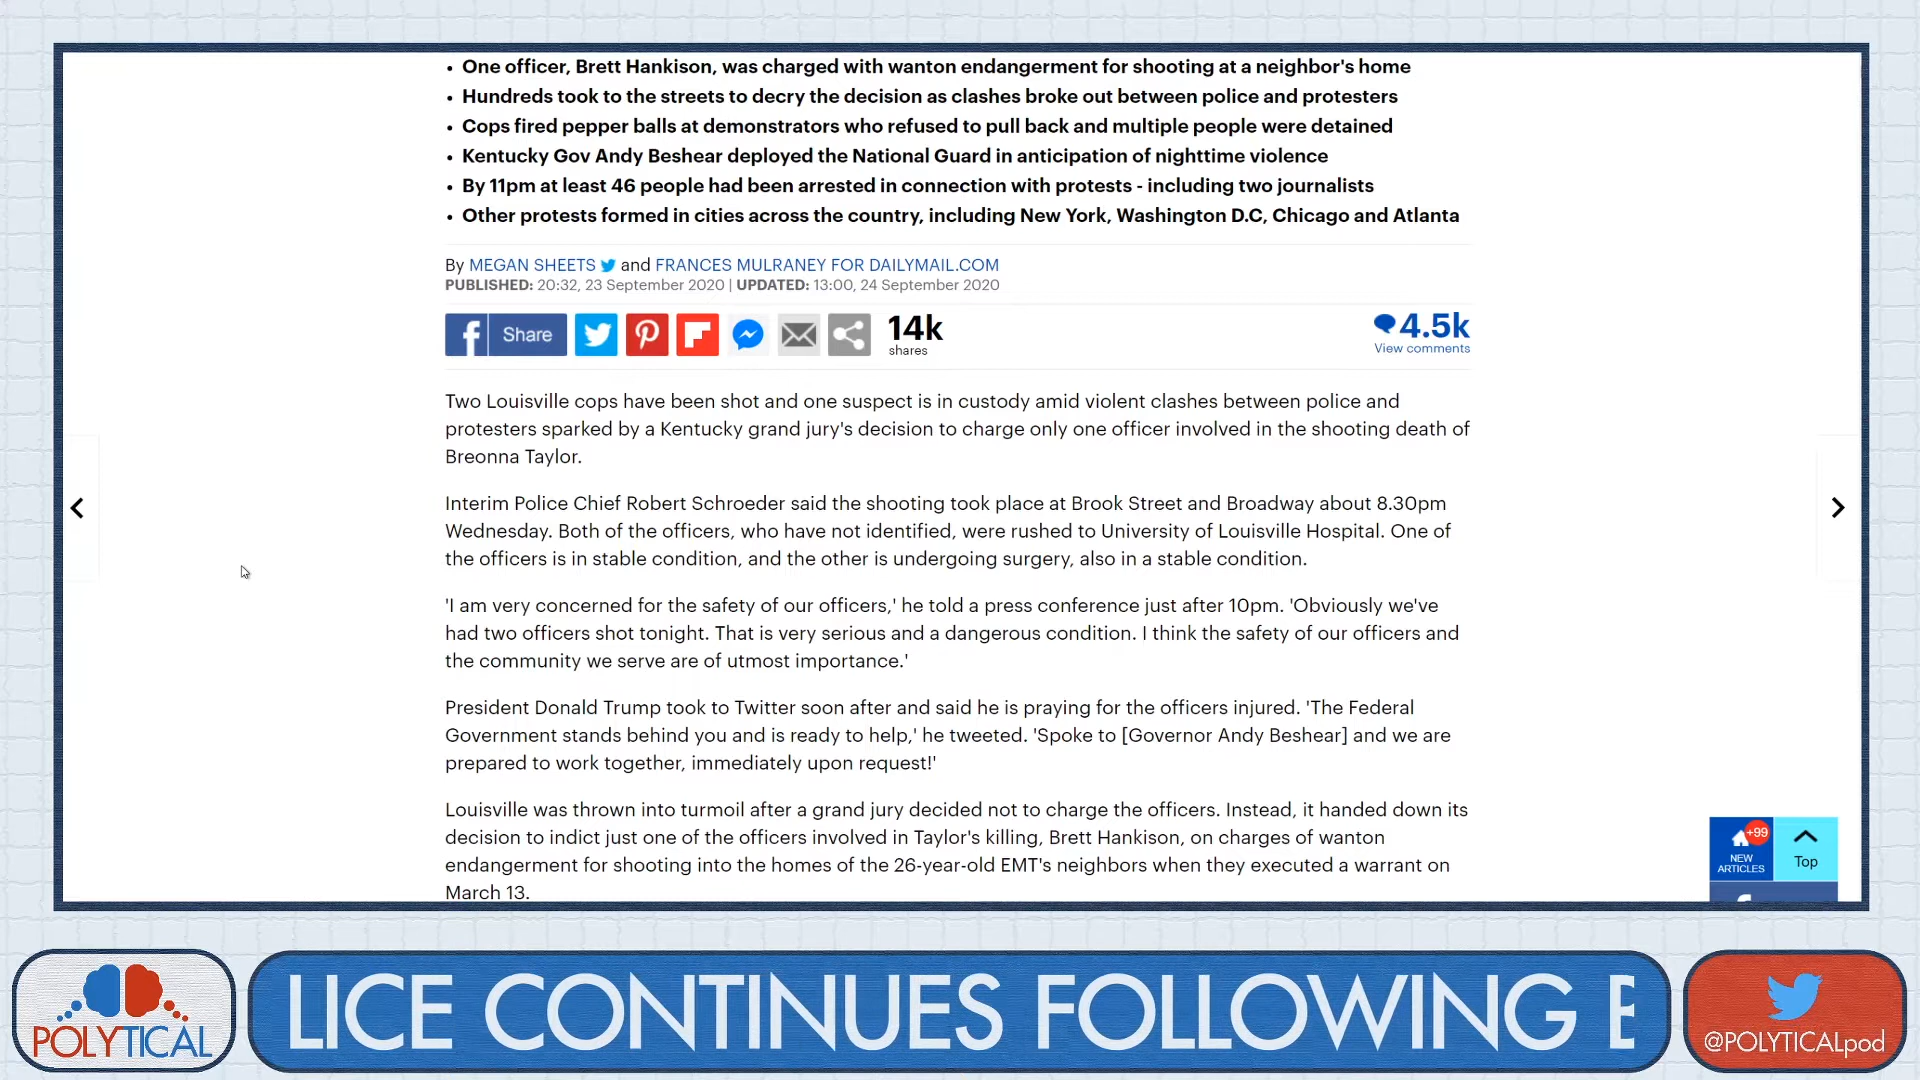 • One officer, Brett Hankison, was charged with wanton endangerment for shooting at a neighbor's home
• Hundreds took to the streets to decry the decision as clashes broke out between police and protesters
• Cops fired pepper balls at demonstrators who refused to pull back and multiple people were detained
• Kentucky Gov Andy Beshear deployed the National Guard in anticipation of nighttime violence
• By 11pm at least 46 people had been arrested in connection with protests - including two journalists
• Other protests formed in cities across the country, including New York, Washington D.C, Chicago and Atlanta
By MEGAN SHEETS and FRANCES MULRANEY FOR DAILYMAIL.COM
PUBLISHED: 20:32, 23 September 2020 | UPDATED: 13:00, 24 September 2020
Share
14k
shares
4.5k
View comments
Two Louisville cops have been shot and one suspect is in custody amid violent clashes between police and
protesters sparked by a Kentucky grand jury's decision to charge only one officer involved in the shooting death of
Breonna Taylor.
Interim Police Chief Robert Schroeder said the shooting took place at Brook Street and Broadway about 8.30pm
Wednesday. Both of the officers, who have not identified, were rushed to University of Louisville Hospital. One of
the officers is in stable condition, and the other is undergoing surgery, also in a stable condition.
'I am very concerned for the safety of our officers,' he told a press conference just after 10pm. 'Obviously we've
had two officers shot tonight. That is very serious and a dangerous condition. I think the safety of our officers and
the community we serve are of utmost importance.'
President Donald Trump took to Twitter soon after and said he is praying for the officers injured. 'The Federal
Government stands behind you and is ready to help,' he tweeted. 'Spoke to [Governor Andy Beshear] and we are
prepared to work together, immediately upon request!'
Louisville was thrown into turmoil after a grand jury decided not to charge the officers. Instead, it handed down its
decision to indict just one of the officers involved in Taylor's killing, Brett Hankison, on charges of wanton
endangerment for shooting into the homes of the 26-year-old EMT's neighbors when they executed a warrant on
March 13.
+99
NEW
ARTICLES
Top
POLYTICAL
LICE CONTINUES FOLLOWING
@POLYTICALpod